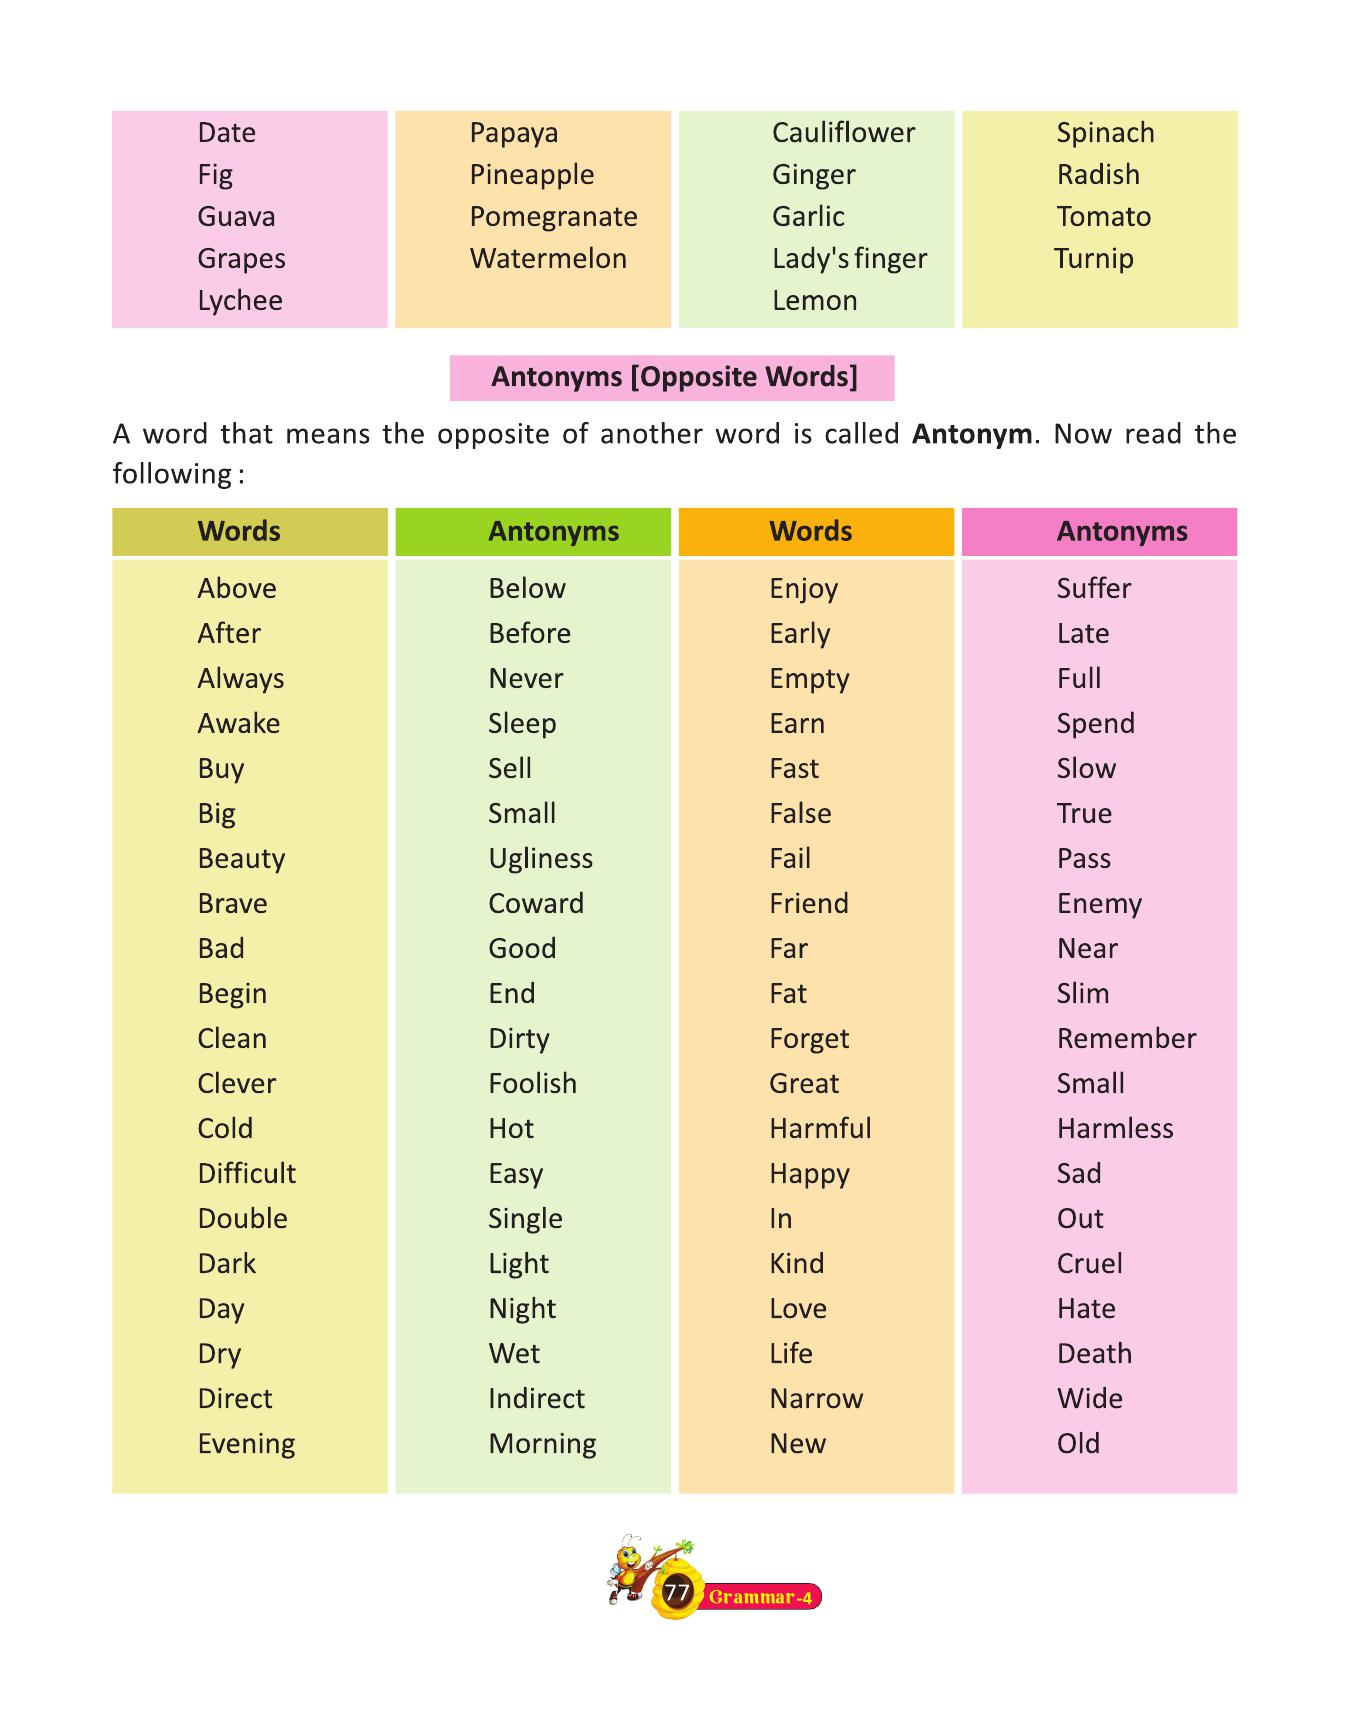 Date Papaya Cauliflower Spinach
Fig Pineapple Ginger Radish
Guava Pomegranate Garlic Tomato
Grapes Watermelon Lady's finger Turnip
Lychee Lemon
Antonyms [Opposite Words]
A word that means the opposite of another word is called Antonym. Now read the
following :
Words Antonyms Words Antonyms
Above Below Enjoy Suffer
After Before Early Late
Always Never Empty Full
Awake Sleep Earn Spend
Buy Sell Fast Slow
Big Small False True
Beauty Ugliness Fail Pass
Brave Coward Friend Enemy
Bad Good Far Near
Begin End Fat Slim
Clean Dirty Forget Remember
Clever Foolish Great Small
Cold Hot Harmful Harmless
Difficult Easy Happy Sad
Double Single In Out
Dark Light Kind Cruel
Day Night Love Hate
Dry Wet Life Death
Direct Indirect Narrow Wide
Evening Morning New Old
77 Grammar-4